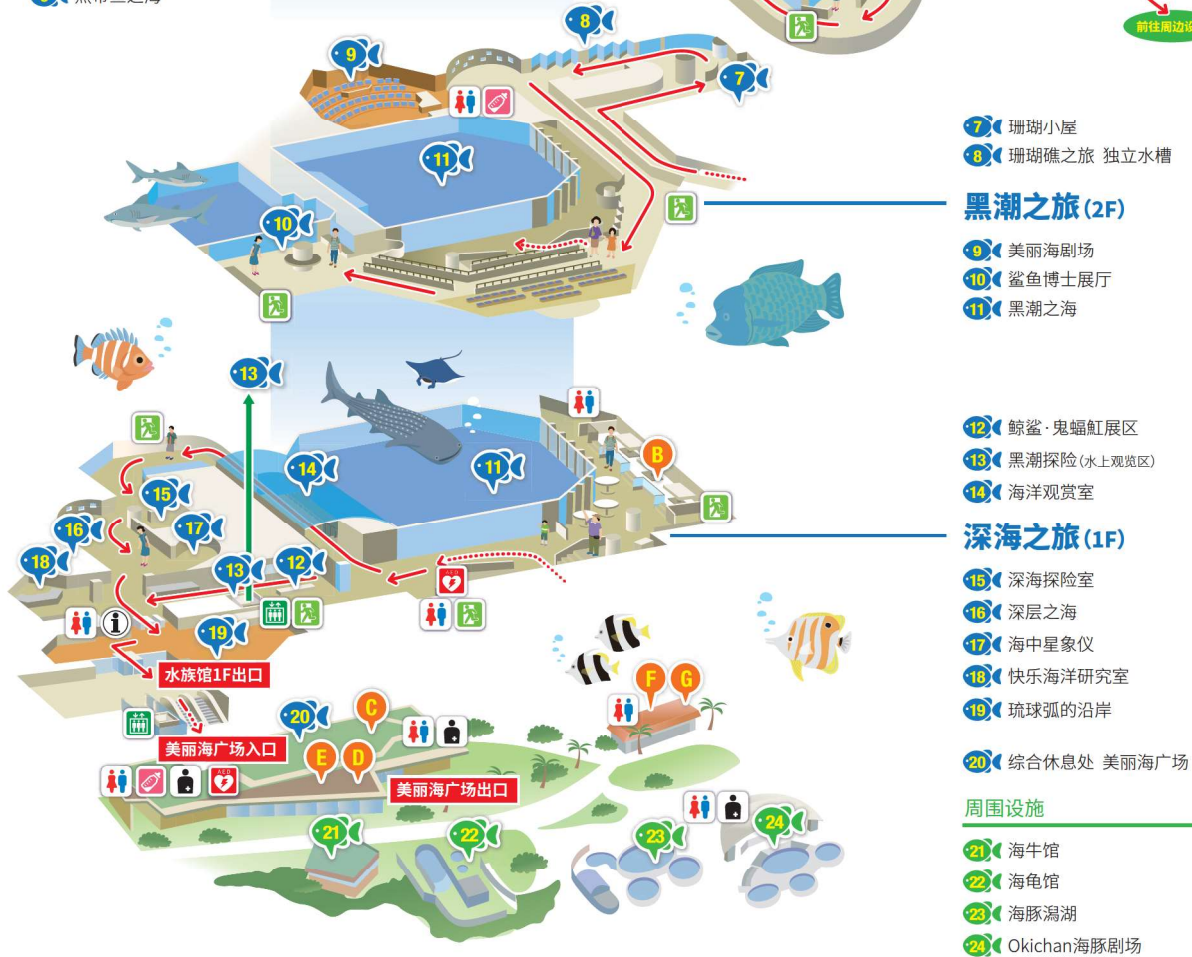 前往周边设
8
9
7
11
10
7 珊瑚小屋
8 珊瑚礁之旅 独立水槽
黑潮之旅(2F)
9 美丽海剧场
10 鲨鱼博士展厅
11 黑潮之海
13
14
11
B
15
16
17
18
13
12
AED
19
i
水族馆1F出口
12 鲸鲨·鬼蝠魟展区
13 黑潮探险(水上观览区)
14 海洋观赏室
深海之旅(1F)
15 深海探险室
16 深层之海
17 海中星象仪
18 快乐海洋研究室
19 琉球弧的沿岸
20 综合休息处 美丽海广场
F
G
C
20
美丽海广场入口
E
D
AED
美丽海广场出口
21
22
23
24
周围设施
21 海牛馆
22 海龟馆
23 海豚潟湖
24 Okichan海豚剧场